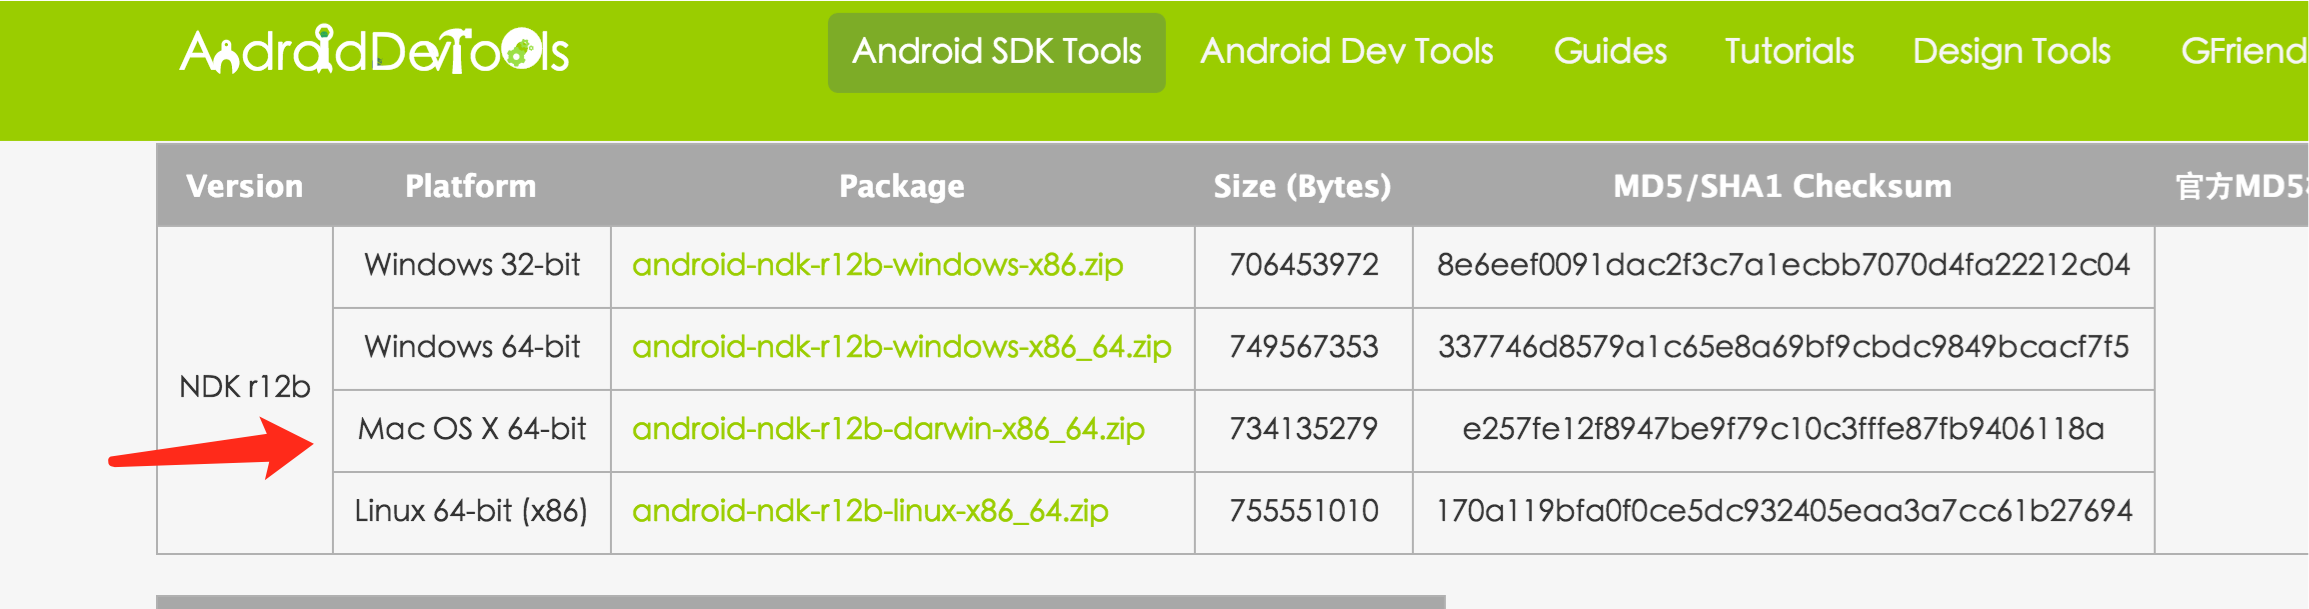 AndroidDevTools
Android SDK Tools Android Dev Tools Guides Tutorials Design Tools GFriend
Version Platform Package Size (Bytes) MD5/SHA1 Checksum 官方MD5
Windows 32-bit android-ndk-r12b-windows-x86.zip 706453972 8e6eef0091dac2f3c7a1ecbb7070d4fa22212c04
Windows 64-bit android-ndk-r12b-windows-x86_64.zip 749567353 337746d8579a1c65e8a69bf9cbdc9849bcacf7f5
NDK r12b
Mac OS X 64-bit android-ndk-r12b-darwin-x86_64.zip 734135279 e257fe12f8947be9f79c10c3fffe87fb9406118a
Linux 64-bit (x86) android-ndk-r12b-linux-x86_64.zip 755551010 170a119bfa0f0ce5dc932405eaa3a7cc61b27694